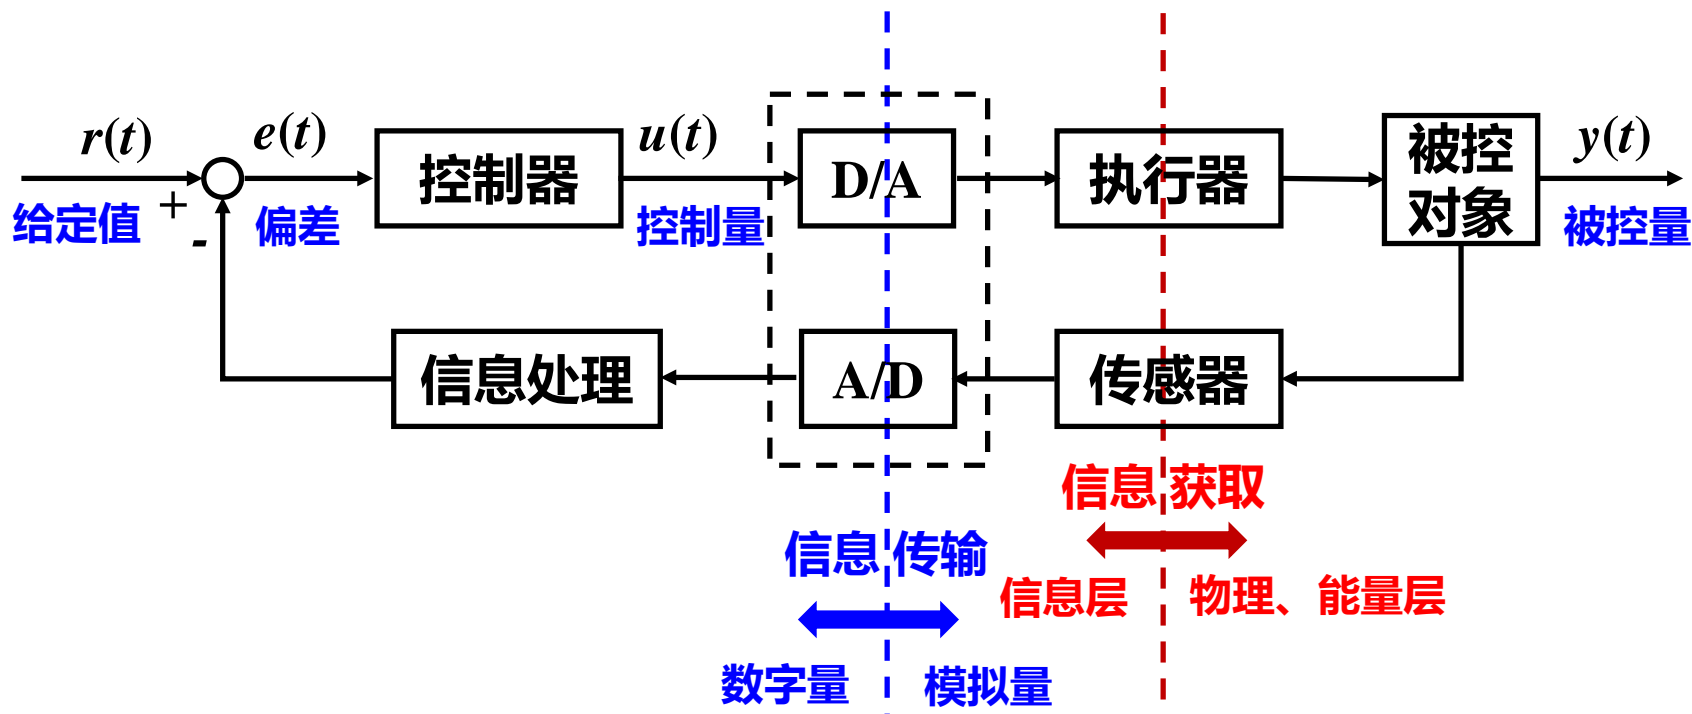 r(t)
e(t)
u(t)
y(t)
控制器
D/A
执行器
被控
对象
给定值
+
-
偏差
控制量
被控量
信息处理
A/D
传感器
信息 获取
信息 传输
信息层
物理、能量层
数字量
模拟量